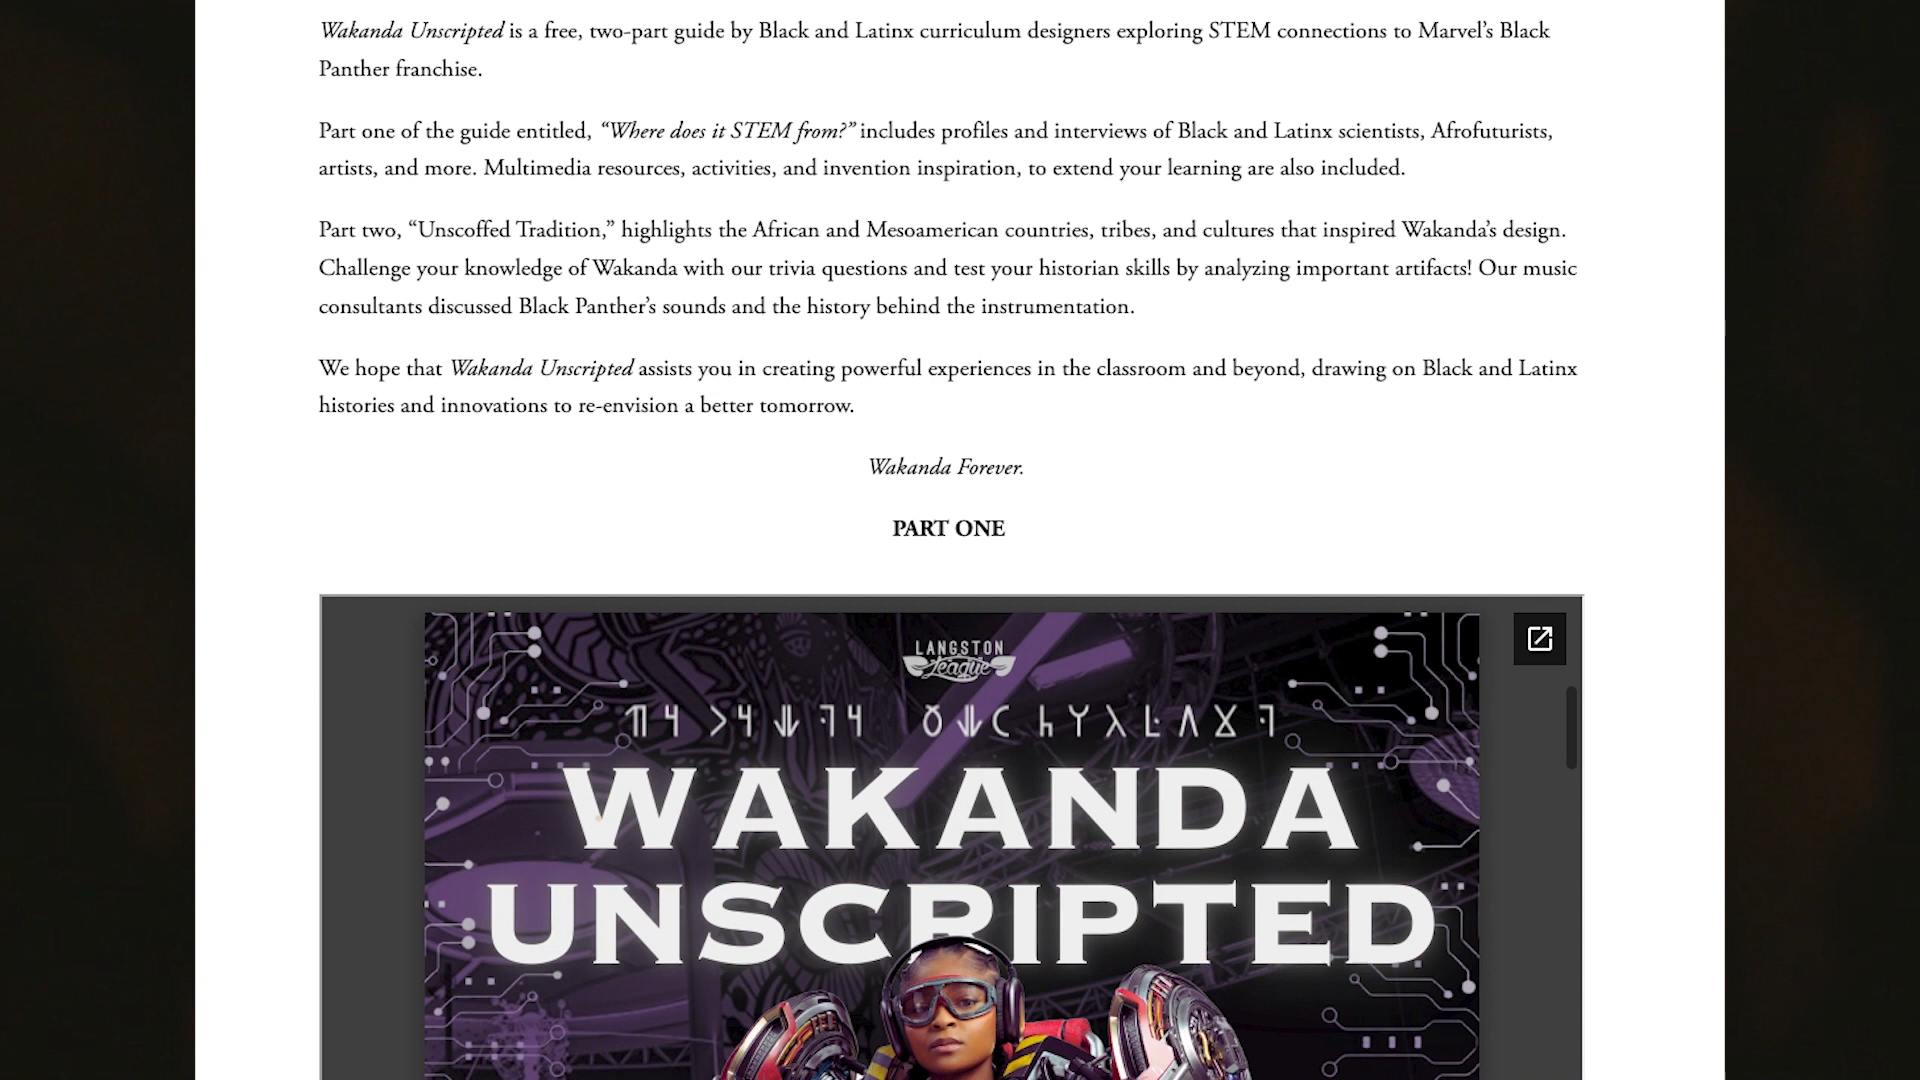 Wakanda Unscripted is a free, two-part guide by Black and Latinx curriculum designers exploring STEM connections to Marvel’s Black
Panther franchise.
Part one of the guide entitled, “Where does it STEM from?” includes profiles and interviews of Black and Latinx scientists, Afrofuturists,
artists, and more. Multimedia resources, activities, and invention inspiration, to extend your learning are also included.
Part two, “Unscoffed Tradition,” highlights the African and Mesoamerican countries, tribes, and cultures that inspired Wakanda’s design.
Challenge your knowledge of Wakanda with our trivia questions and test your historian skills by analyzing important artifacts! Our music
consultants discussed Black Panther’s sounds and the history behind the instrumentation.
We hope that Wakanda Unscripted assists you in creating powerful experiences in the classroom and beyond, drawing on Black and Latinx
histories and innovations to re-envision a better tomorrow.
Wakanda Forever.
PART ONE
LANGSTON
League
WAKANDA
UNSCRIPTED